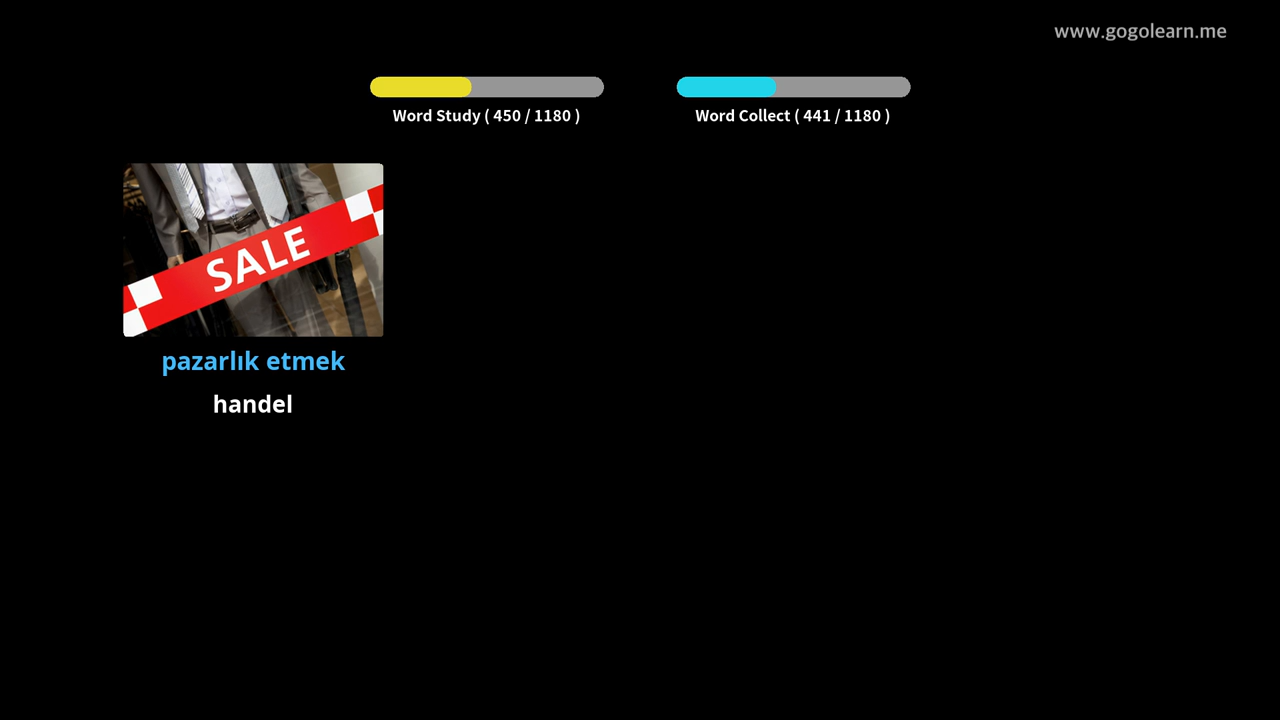 www.gogolearn.me
Word Study ( 450 / 1180 )
Word Collect ( 441 / 1180 )
SALE
pazarlık etmek
handel